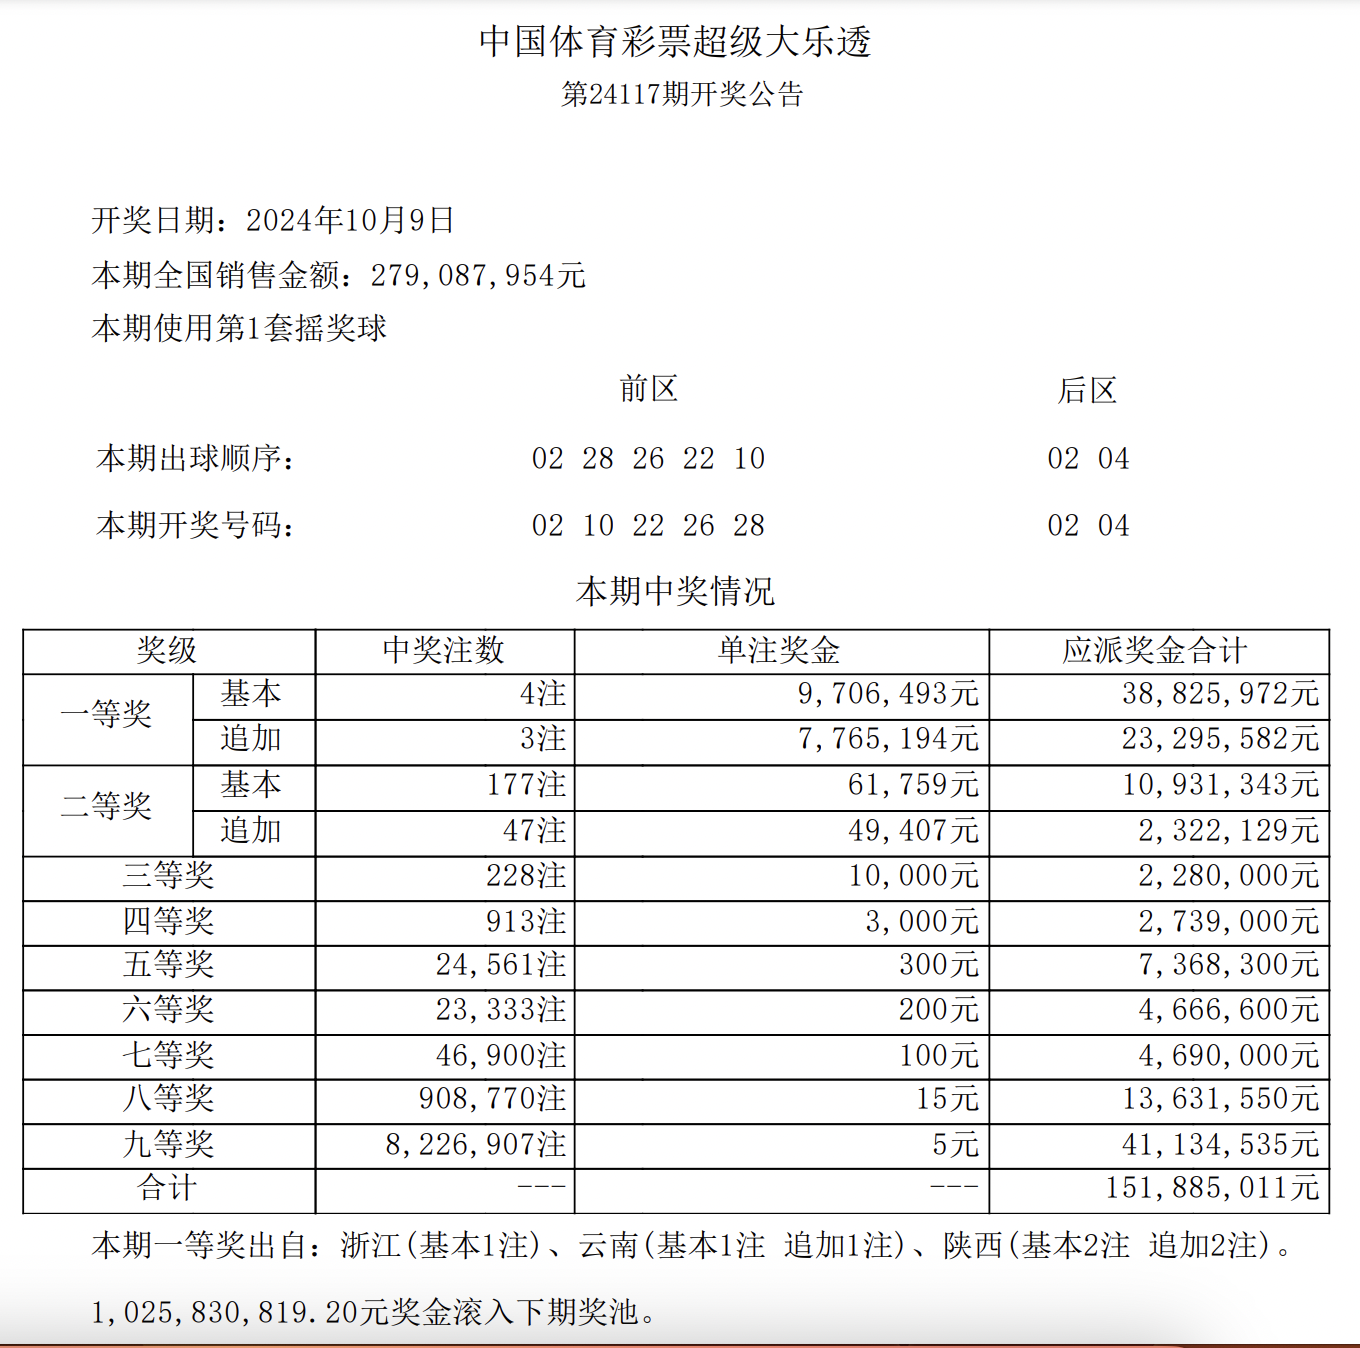 中国体育彩票超级大乐透
第24117期开奖公告
开奖日期：2024年10月9日
本期全国销售金额：279,087,954元
本期使用第1套摇奖球
前区 后区
本期出球顺序： 02 28 26 22 10 02 04
本期开奖号码： 02 10 22 26 28 02 04
本期中奖情况
奖级 中奖注数 单注奖金 应派奖金合计
一等奖 基本 4注 9,706,493元 38,825,972元
追加 3注 7,765,194元 23,295,582元
二等奖 基本 177注 61,759元 10,931,343元
追加 47注 49,407元 2,322,129元
三等奖 228注 10,000元 2,280,000元
四等奖 913注 3,000元 2,739,000元
五等奖 24,561注 300元 7,368,300元
六等奖 23,333注 200元 4,666,600元
七等奖 46,900注 100元 4,690,000元
八等奖 908,770注 15元 13,631,550元
九等奖 8,226,907注 5元 41,134,535元
合计 --- --- 151,885,011元
本期一等奖出自：浙江(基本1注)、云南(基本1注 追加1注)、陕西(基本2注 追加2注)。
1,025,830,819.20元奖金滚入下期奖池。